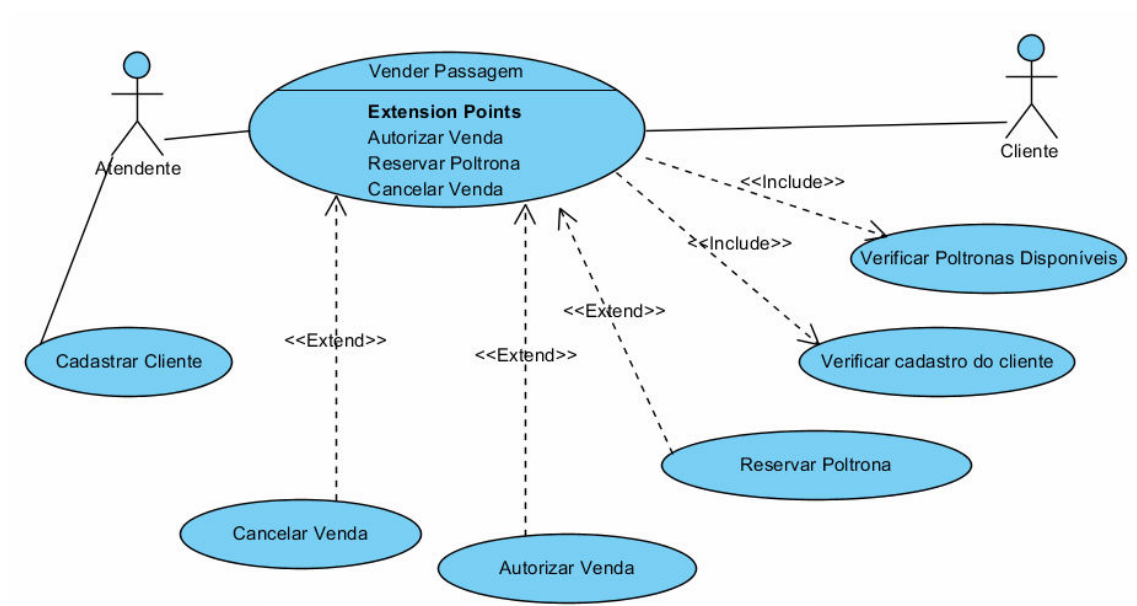 Vender Passagem
Extension Points
Autorizar Venda
Reservar Poltrona
Cancelar Venda
Atendente
Cliente
<<Include>>
<<Include>>
Verificar Poltronas Disponíveis
<<Extend>>
<<Extend>>
<<Extend>>
Cadastrar Cliente
Verificar cadastro do cliente
Reservar Poltrona
Cancelar Venda
Autorizar Venda